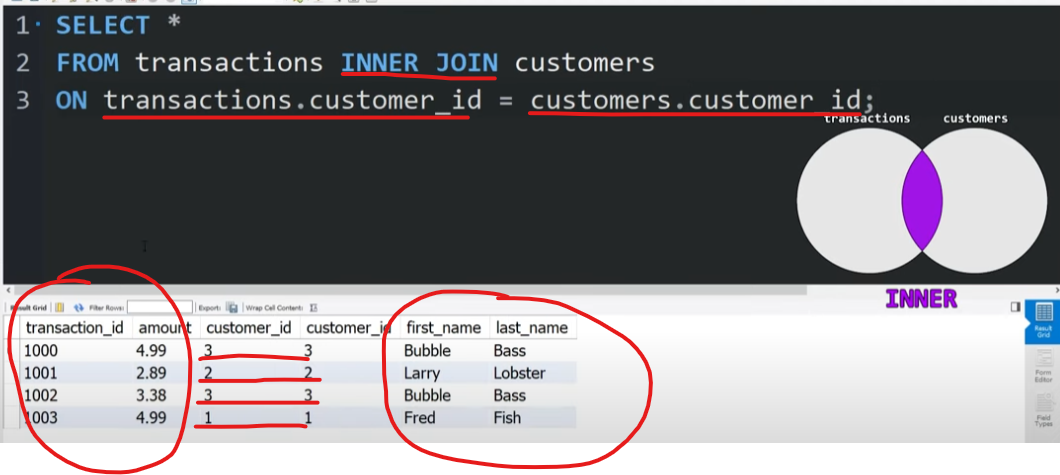 1 SELECT *
2 FROM transactions INNER JOIN customers
3 ON transactions.customer_id = customers.customer_id;
transactions customers
INNER
Result Grid Filter Rows: Export: Wrap Cell Content:
transaction_id amount customer_id customer_id first_name last_name
1000 4.99 3 3 Bubble Bass
1001 2.89 2 2 Larry Lobster
1002 3.38 3 3 Bubble Bass
1003 4.99 1 1 Fred Fish
Result
Grid
Form
Editor
Field
Types